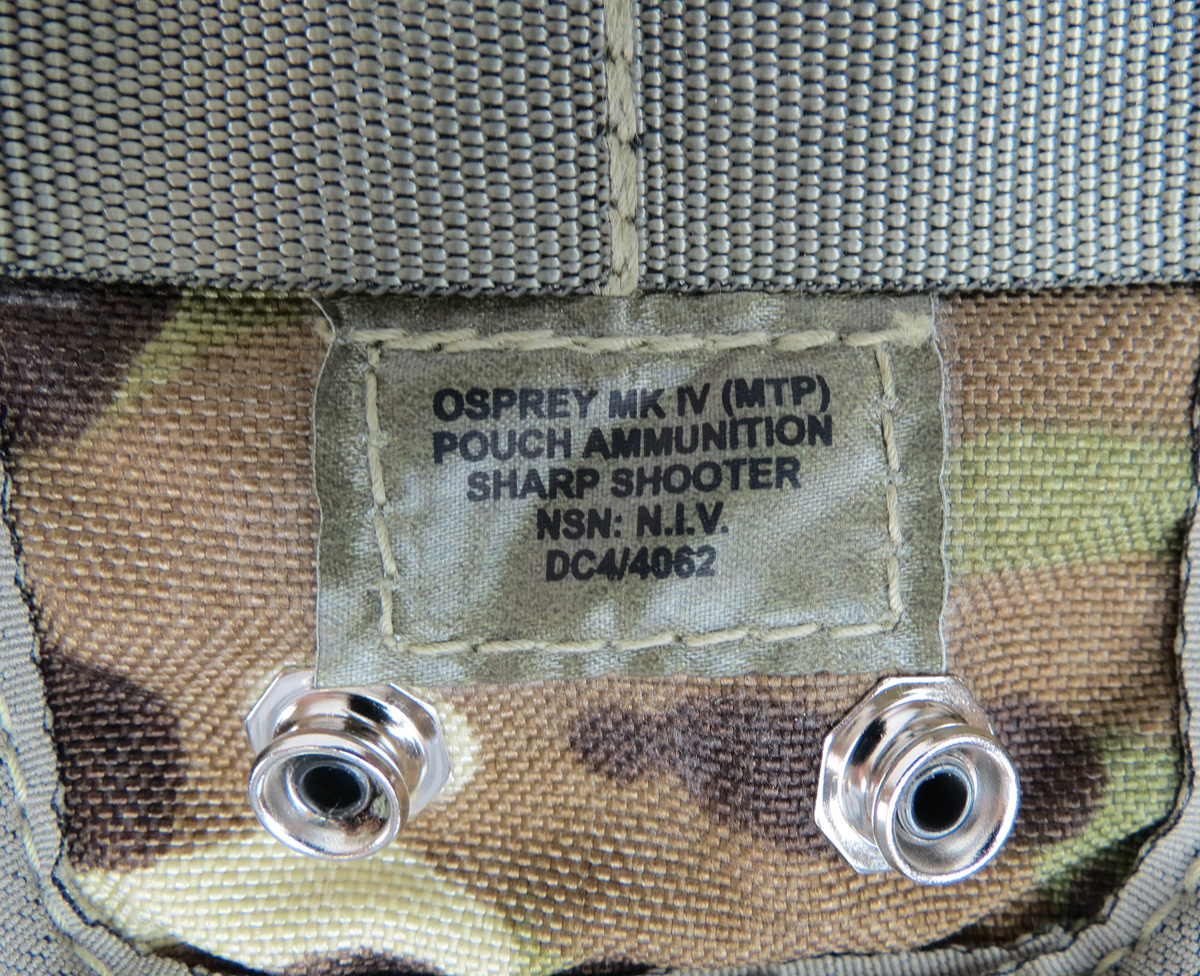 OSPREY MK IV (MTP)
POUCH AMMUNITION
SHARP SHOOTER
NSN: N.I.V.
DC4/4062